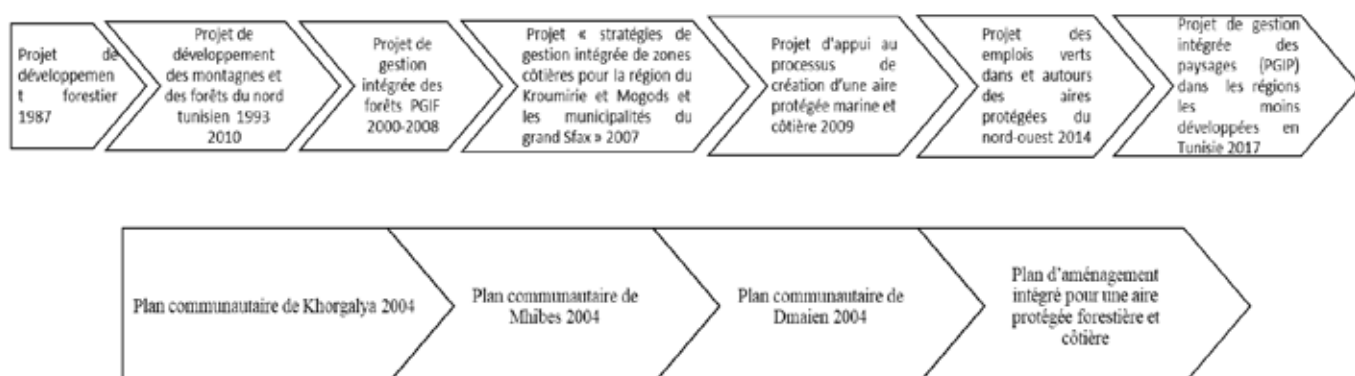 Projet de
développemen
t forestier
1987
Projet de
développement
des montagnes et
des forêts du nord
tunisien 1993
2010
Projet de
gestion
intégrée des
forêts PGIF
2000-2008
Projet « stratégies de
gestion intégrée de zones
côtières pour la région du
Kroumirie et Mogods et
les municipalités du
grand Sfax » 2007
Projet d'appui au
processus de
création d'une aire
protégée marine et
côtière 2009
Projet des
emplois verts
dans et autours
des aires
protégées du
nord-ouest 2014
Projet de gestion
intégrée des
paysages (PGIP)
dans les régions
les moins
développées en
Tunisie 2017
Plan communautaire de Khorgalya 2004
Plan communautaire de
Mhibes 2004
Plan communautaire de
Dmaien 2004
Plan d'aménagement
intégré pour une aire
protégée forestière et
côtière